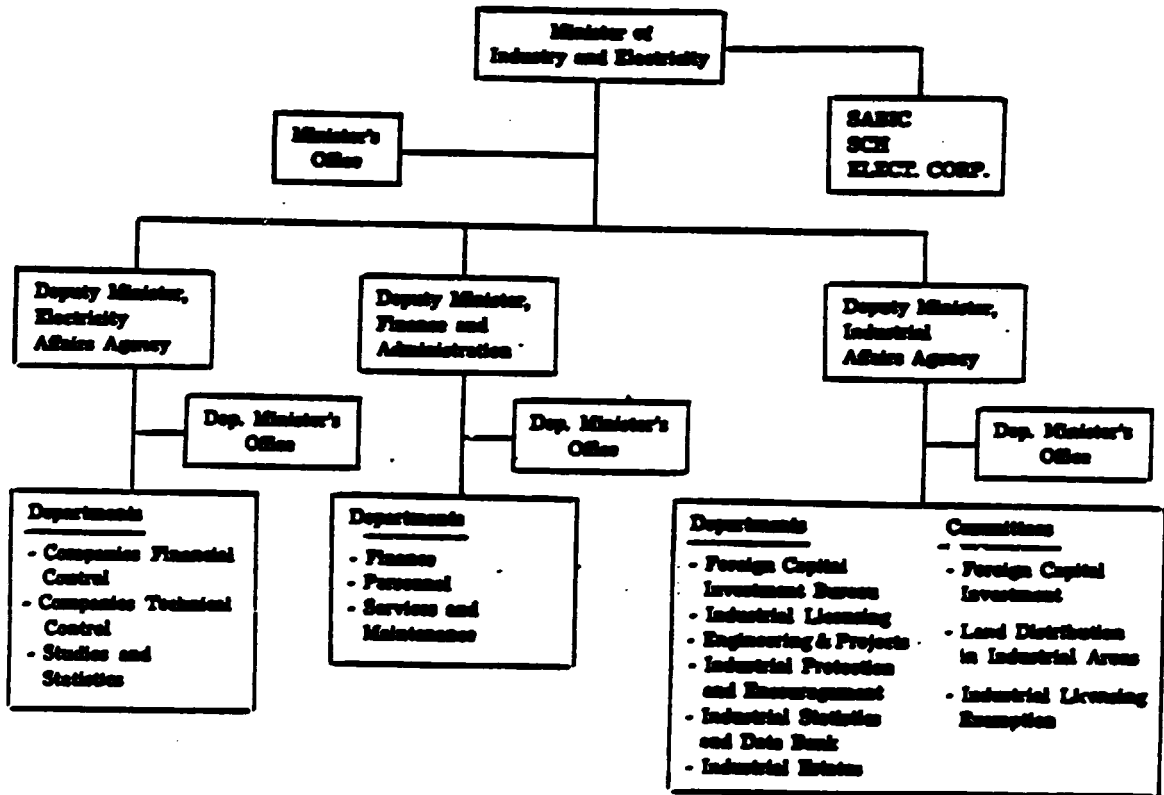 Minister of
Industry and Electricity
SABIC
SCH
ELECT. CORP.
Minister's
Office
Deputy Minister,
Electricity
Affairs Agency
Deputy Minister,
Finance and
Administration
Deputy Minister,
Industrial
Affairs Agency
Dep. Minister's
Office
Dep. Minister's
Office
Dep. Minister's
Office
Departments
- Companies Financial
Control
- Companies Technical
Control
- Studies and
Statistics
Departments
- Finance
- Personnel
- Services and
Maintenance
Departments
- Foreign Capital
Investment Bureau
- Industrial Licensing
- Engineering & Projects
- Industrial Protection
and Encouragement
- Industrial Statistics
and Data Bank
- Industrial Estates
Committees
- Foreign Capital
Investment
- Land Distribution
in Industrial Areas
- Industrial Licensing
Exemption